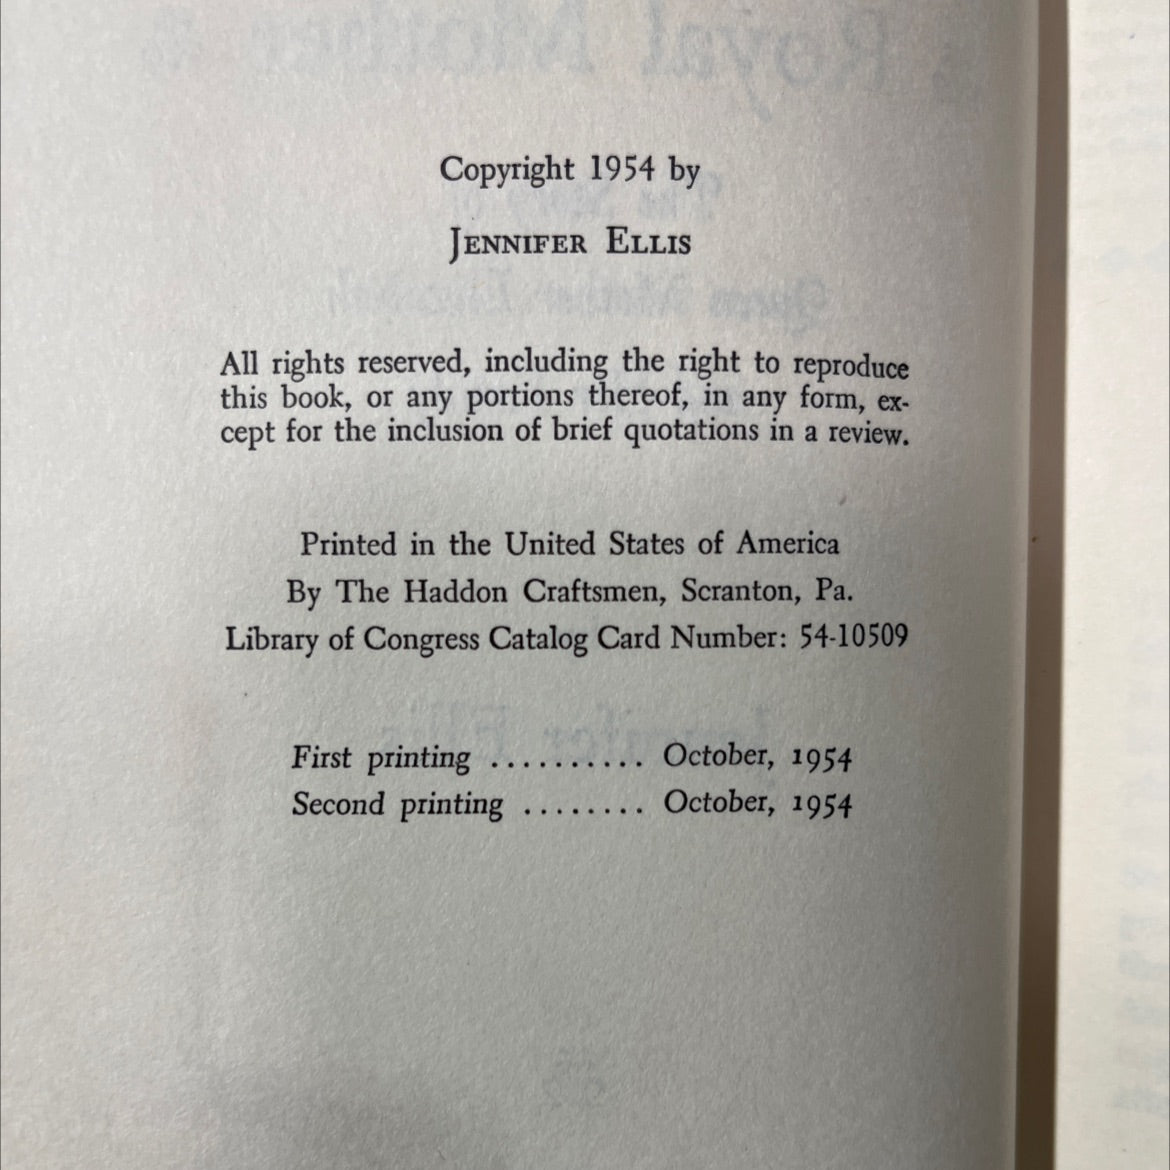 Copyright 1954 by
JENNIFER ELLIS
All rights reserved, including the right to reproduce
this book, or any portions thereof, in any form, ex-
cept for the inclusion of brief quotations in a review.
Printed in the United States of America
By The Haddon Craftsmen, Scranton, Pa.
Library of Congress Catalog Card Number: 54-10509
First printing .......... October, 1954
Second printing ........ October, 1954